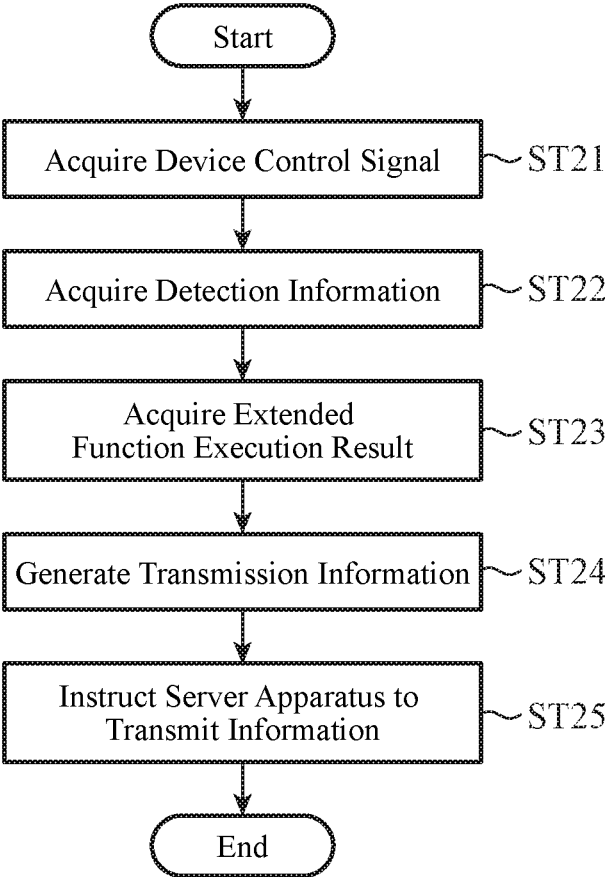 Start
Acquire Device Control Signal
ST21
Acquire Detection Information
ST22
Acquire Extended
Function Execution Result
ST23
Generate Transmission Information
ST24
Instruct Server Apparatus to
Transmit Information
ST25
End